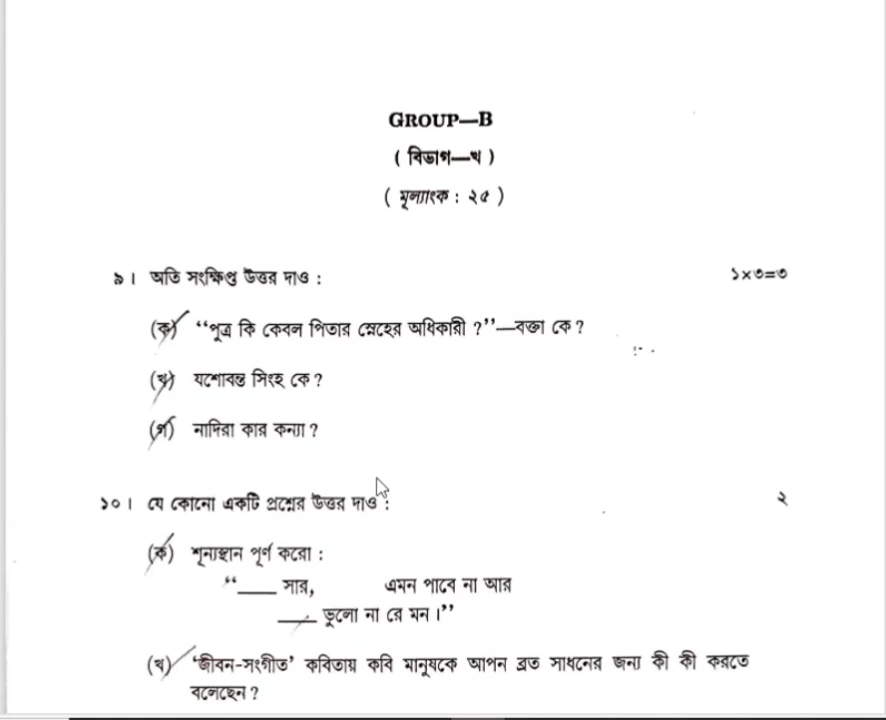 GROUP—B
( বিভাগ—খ )
( মূল্যাংক : ২৫ )
৯। অতি সংক্ষিপ্ত উত্তর দাও : ১×৩=৩
(ক) “পুত্র কি কেবল পিতার স্নেহের অধিকারী ?”—বক্তা কে ?
(খ) যশোবন্ত সিংহ কে ?
(গ) নাদিরা কার কন্যা ?
১০। যে কোনো একটি প্রশ্নের উত্তর দাও : ২
(ক) শূন্যস্থান পূর্ণ করো :
“____ সার, এমন পাবে না আর
____ ভুলো না রে মন।”
(খ) ‘জীবন-সংগীত’ কবিতায় কবি মানুষকে আপন ব্রত সাধনের জন্য কী কী করতে
বলেছেন ?